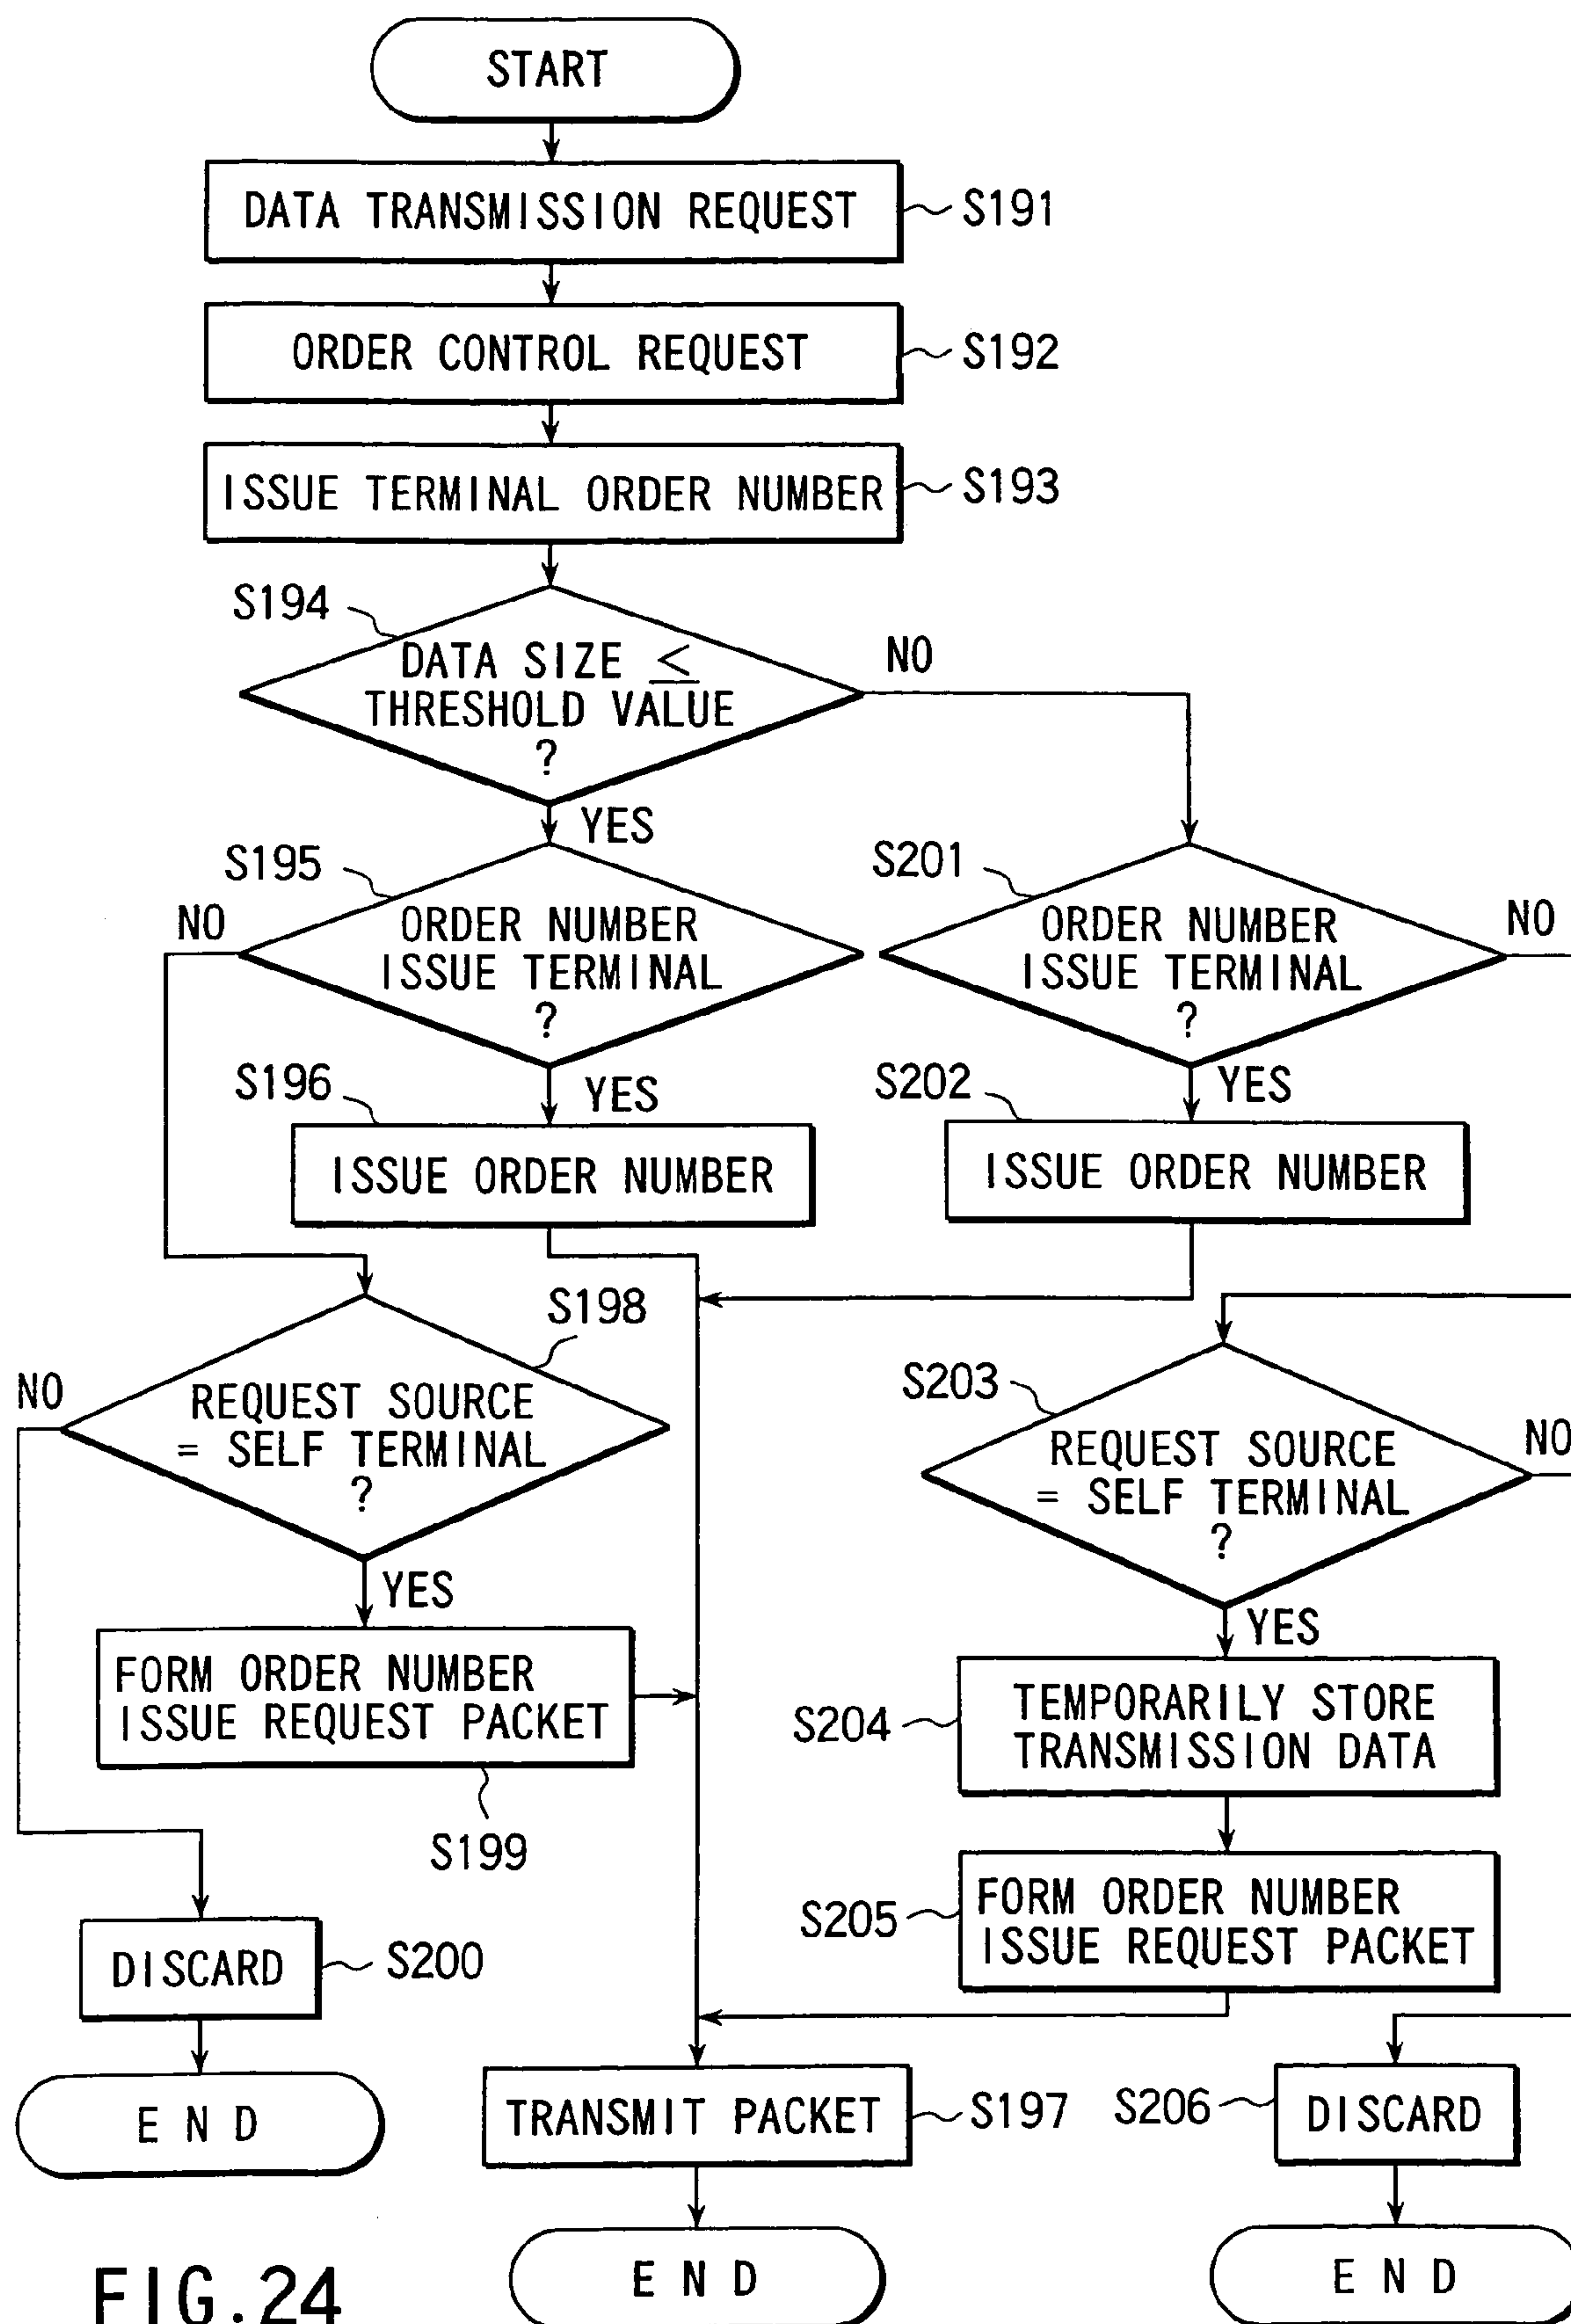 START
DATA TRANSMISSION REQUEST
S191
ORDER CONTROL REQUEST
S192
ISSUE TERMINAL ORDER NUMBER
S193
S194
DATA SIZE ≤
THRESHOLD VALUE
?
NO
YES
S195
NO
ORDER NUMBER
ISSUE TERMINAL
?
S201
ORDER NUMBER
ISSUE TERMINAL
?
NO
S196
YES
ISSUE ORDER NUMBER
S202
YES
ISSUE ORDER NUMBER
S198
NO
REQUEST SOURCE
= SELF TERMINAL
?
S203
REQUEST SOURCE
= SELF TERMINAL
?
NO
YES
FORM ORDER NUMBER
ISSUE REQUEST PACKET
S199
YES
S204
TEMPORARILY STORE
TRANSMISSION DATA
S205
FORM ORDER NUMBER
ISSUE REQUEST PACKET
DISCARD
S200
END
TRANSMIT PACKET
S197
S206
DISCARD
END
END
FIG.24